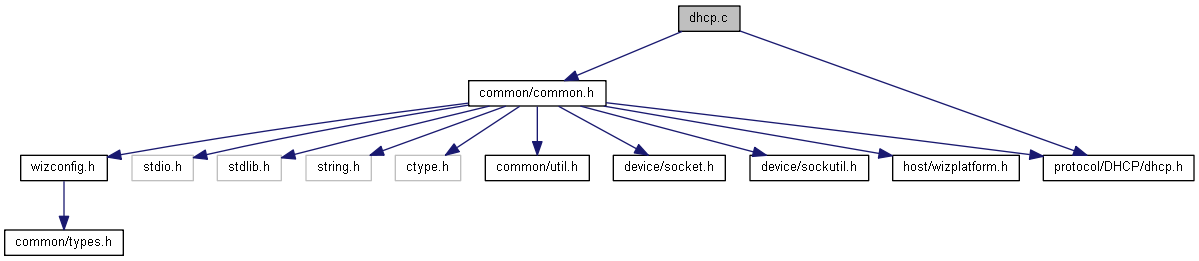 dhcp.c
common/common.h
wizconfig.h
stdio.h
stdlib.h
string.h
ctype.h
common/util.h
device/socket.h
device/sockutil.h
host/wizplatform.h
protocol/DHCP/dhcp.h
common/types.h